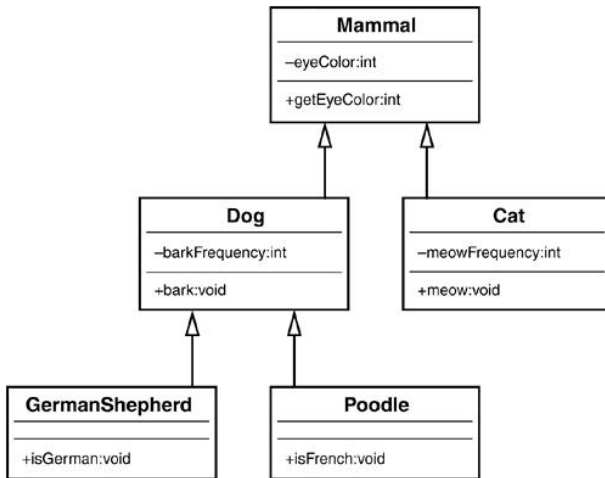 Mammal
–eyeColor:int
+getEyeColor:int
Dog
–barkFrequency:int
+bark:void
Cat
–meowFrequency:int
+meow:void
GermanShepherd
+isGerman:void
Poodle
+isFrench:void